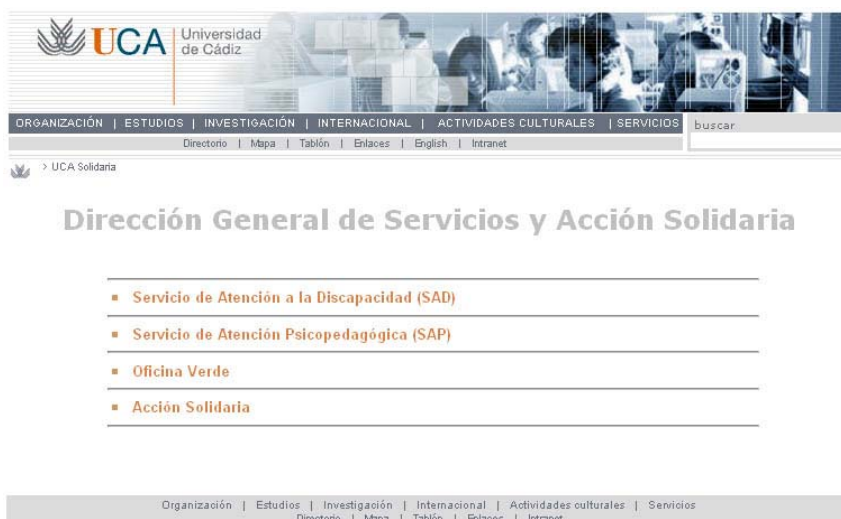 UCA Universidad
de Cádiz
ORGANIZACIÓN | ESTUDIOS | INVESTIGACIÓN | INTERNACIONAL | ACTIVIDADES CULTURALES | SERVICIOS
buscar
Directorio | Mapa | Tablón | Enlaces | English | Intranet
> UCA Solidaria
Dirección General de Servicios y Acción Solidaria
Servicio de Atención a la Discapacidad (SAD)
Servicio de Atención Psicopedagógica (SAP)
Oficina Verde
Acción Solidaria
Organización | Estudios | Investigación | Internacional | Actividades culturales | Servicios
Directorio | Mapa | Tablón | Enlaces | Intranet